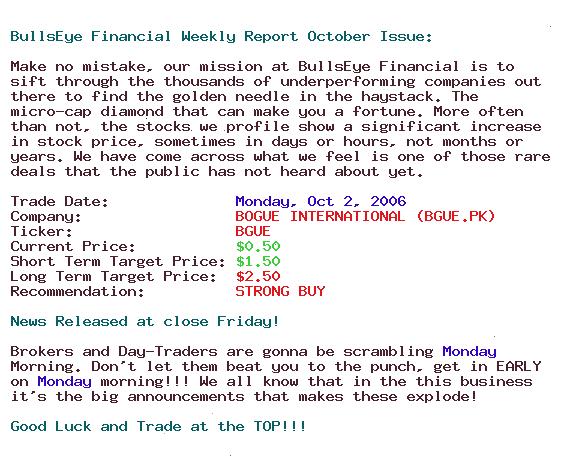 BullsEye Financial Weekly Report October Issue:
Make no mistake, our mission at BullsEye Financial is to
sift through the thousands of underperforming companies out
there to find the golden needle in the haystack. The
micro-cap diamond that can make you a fortune. More often
than not, the stocks we profile show a significant increase
in stock price, sometimes in days or hours, not months or
years. We have come across what we feel is one of those rare
deals that the public has not heard about yet.
Trade Date: Monday, Oct 2, 2006
Company: BOGUE INTERNATIONAL (BGUE.PK)
Ticker: BGUE
Current Price: $0.50
Short Term Target Price: $1.50
Long Term Target Price: $2.50
Recommendation: STRONG BUY
News Released at close Friday!
Brokers and Day-Traders are gonna be scrambling Monday
Morning. Don't let them beat you to the punch, get in EARLY
on Monday morning!!! We all know that in the this business
it's the big announcements that makes these explode!
Good Luck and Trade at the TOP!!!